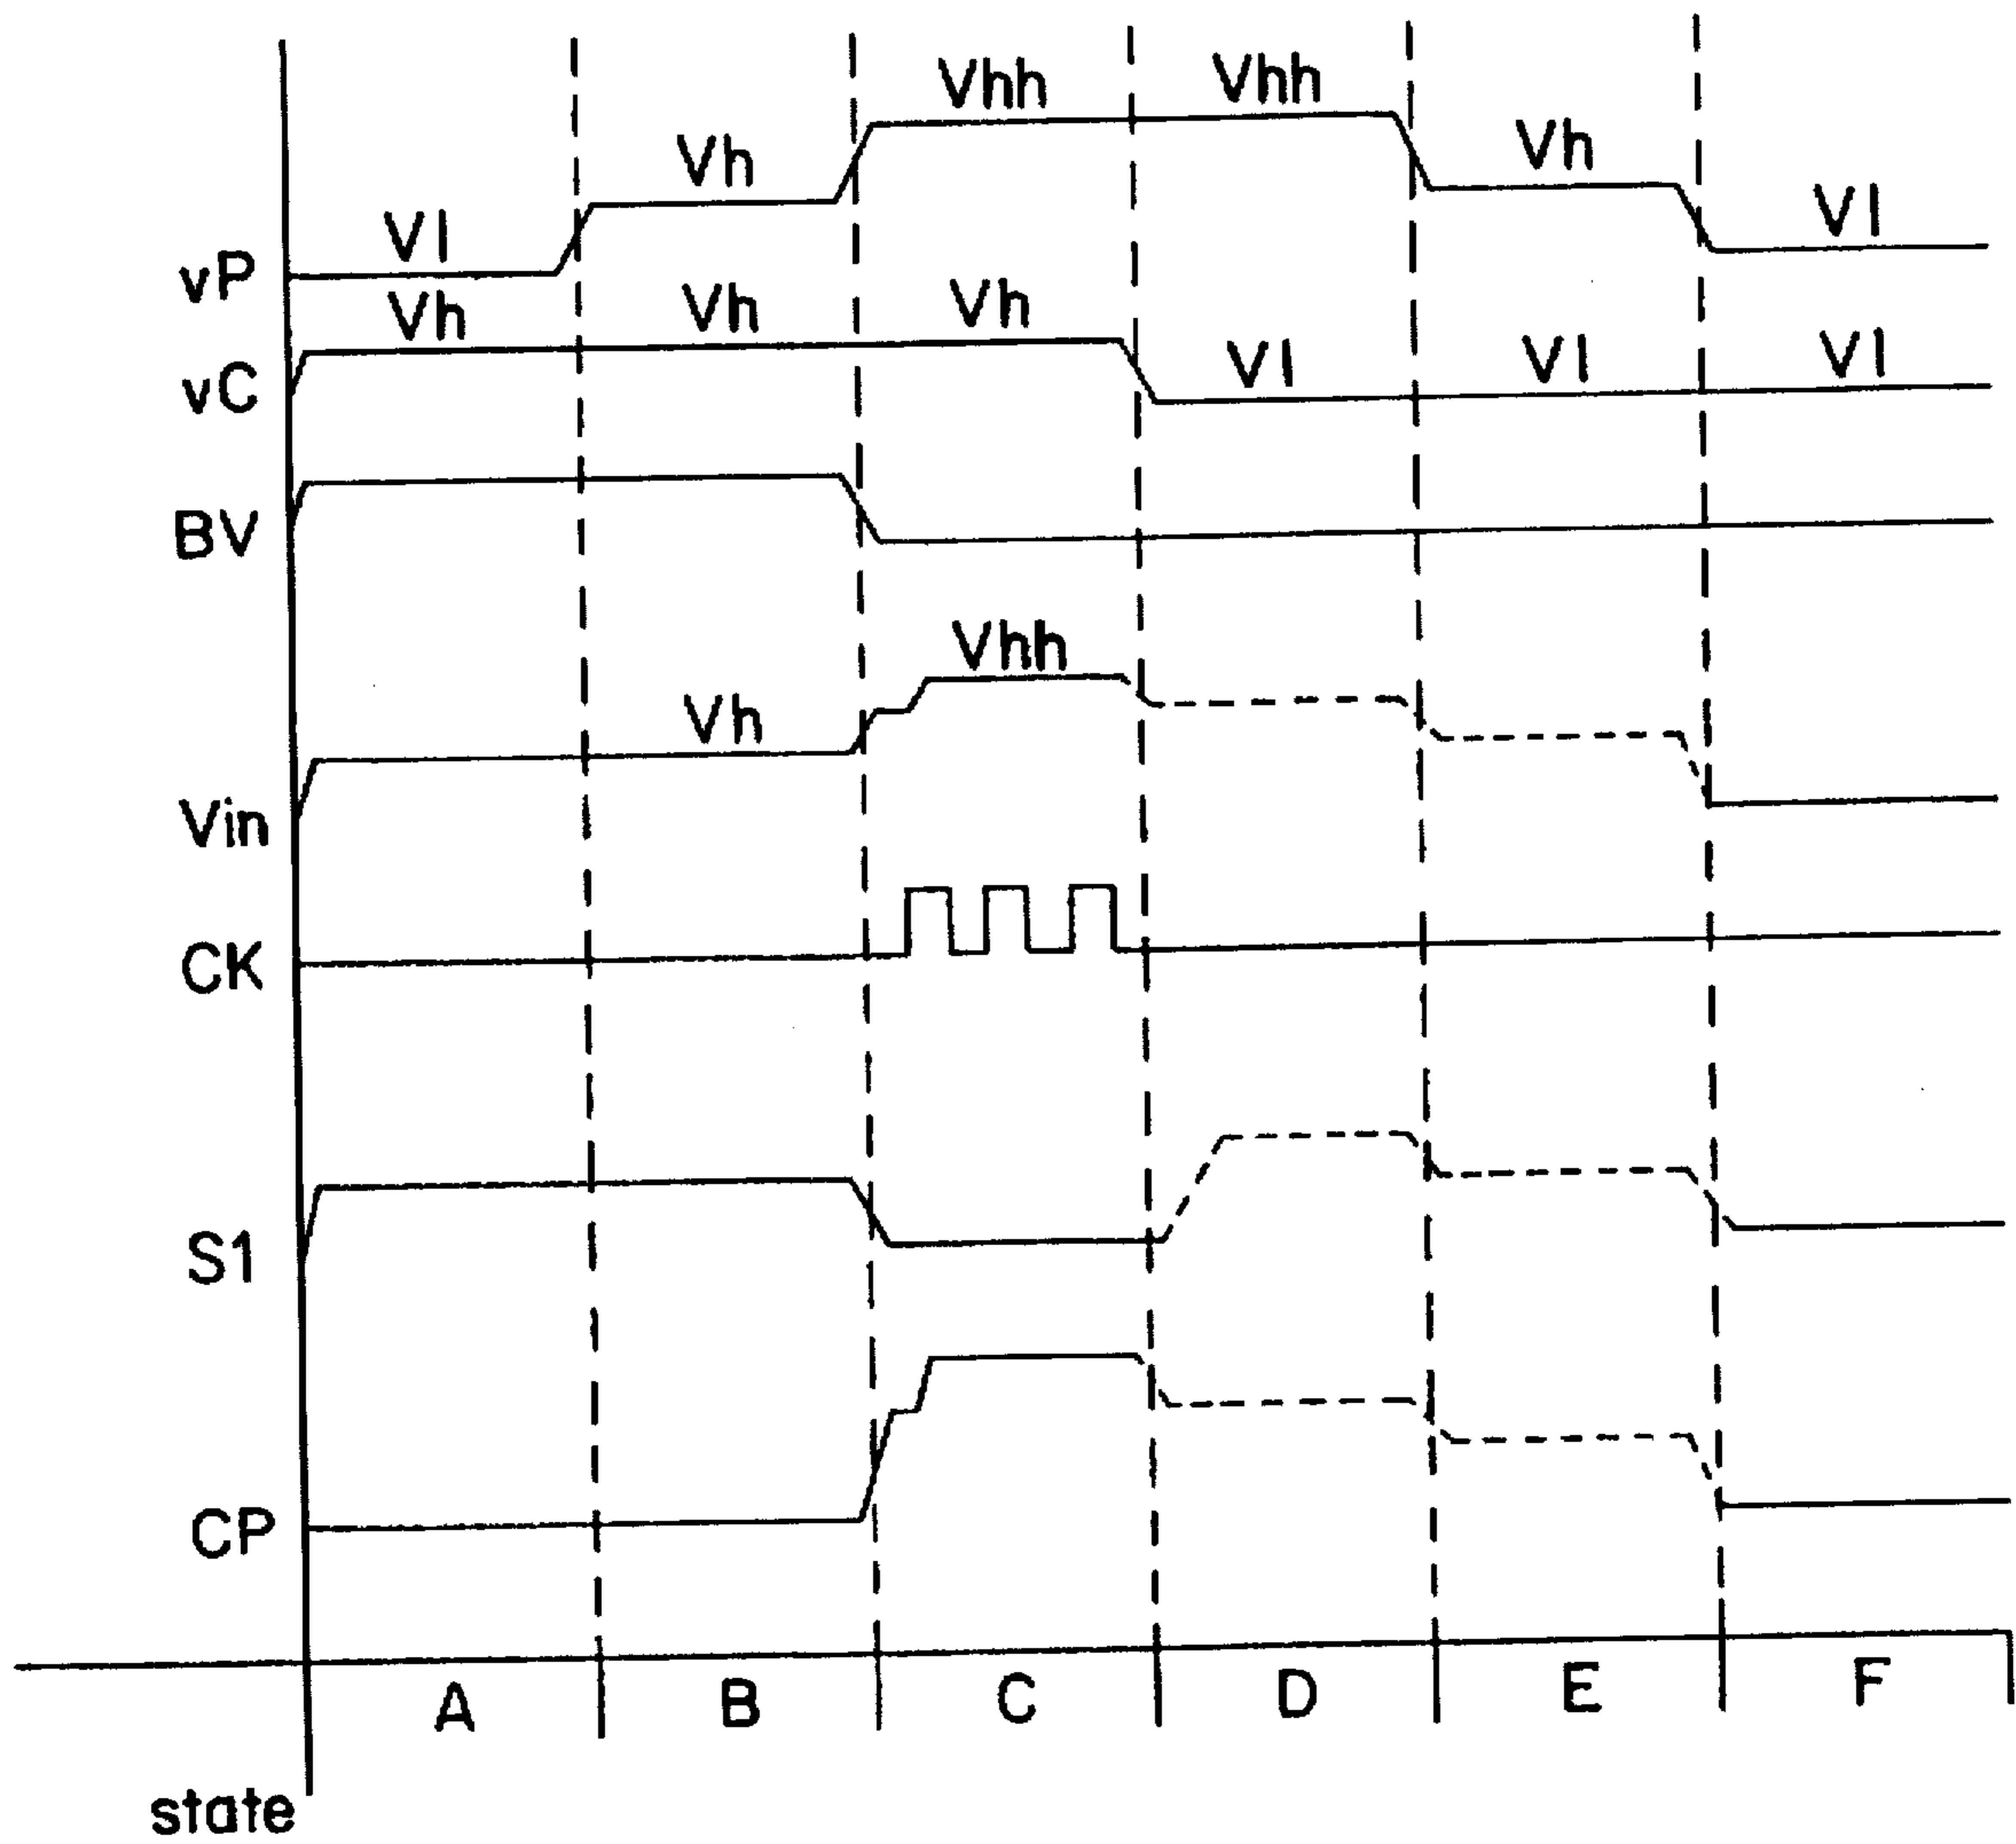 Vhh Vhh
Vh Vh
vP Vl Vl
Vh Vh Vh
vC Vl Vl Vl
BV
Vhh
Vh
Vin
CK
S1
CP
A B C D E F
state